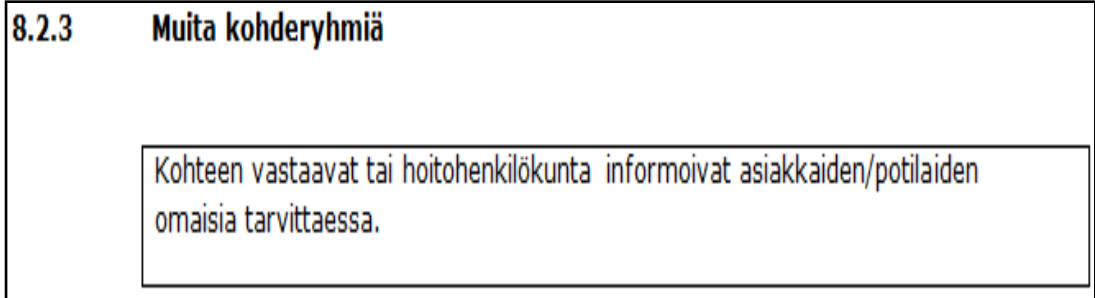 8.2.3 Muita kohderyhmiä
Kohteen vastaavat tai hoitohenkilökunta informoivat asiakkaiden/potilaiden
omaisia tarvittaessa.